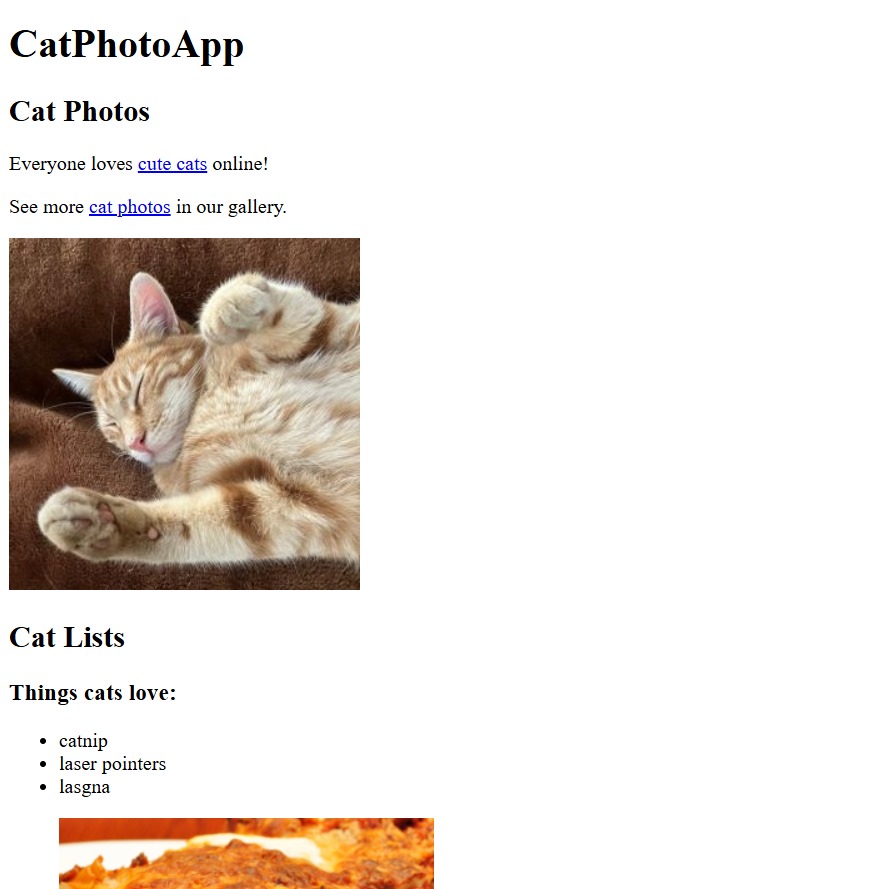 CatPhotoApp
Cat Photos
Everyone loves cute cats online!
See more cat photos in our gallery.
Cat Lists
Things cats love:
catnip
laser pointers
lasgna